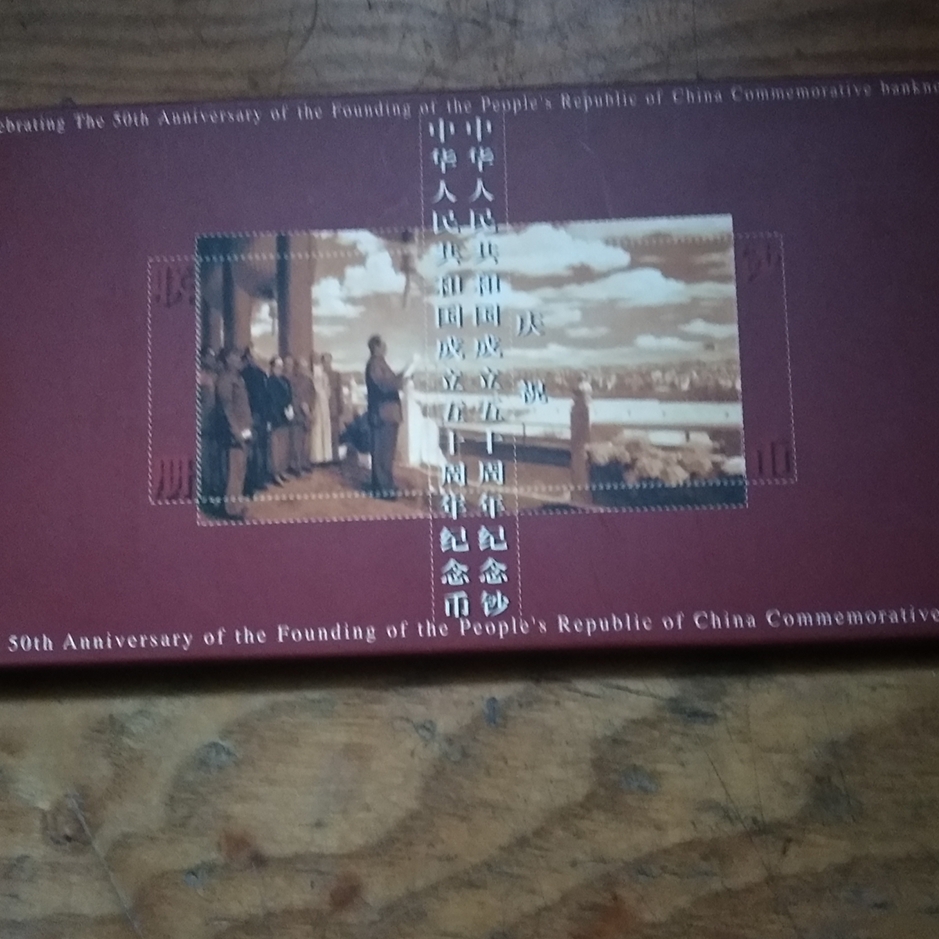 ebrating The 50th Anniversary of the Founding of the People's Republic of China Commemorative bankno
庆祝
中华人民共和国成立五十周年纪念钞
中华人民共和国成立五十周年纪念币
50th Anniversary of the Founding of the People's Republic of China Commemorative